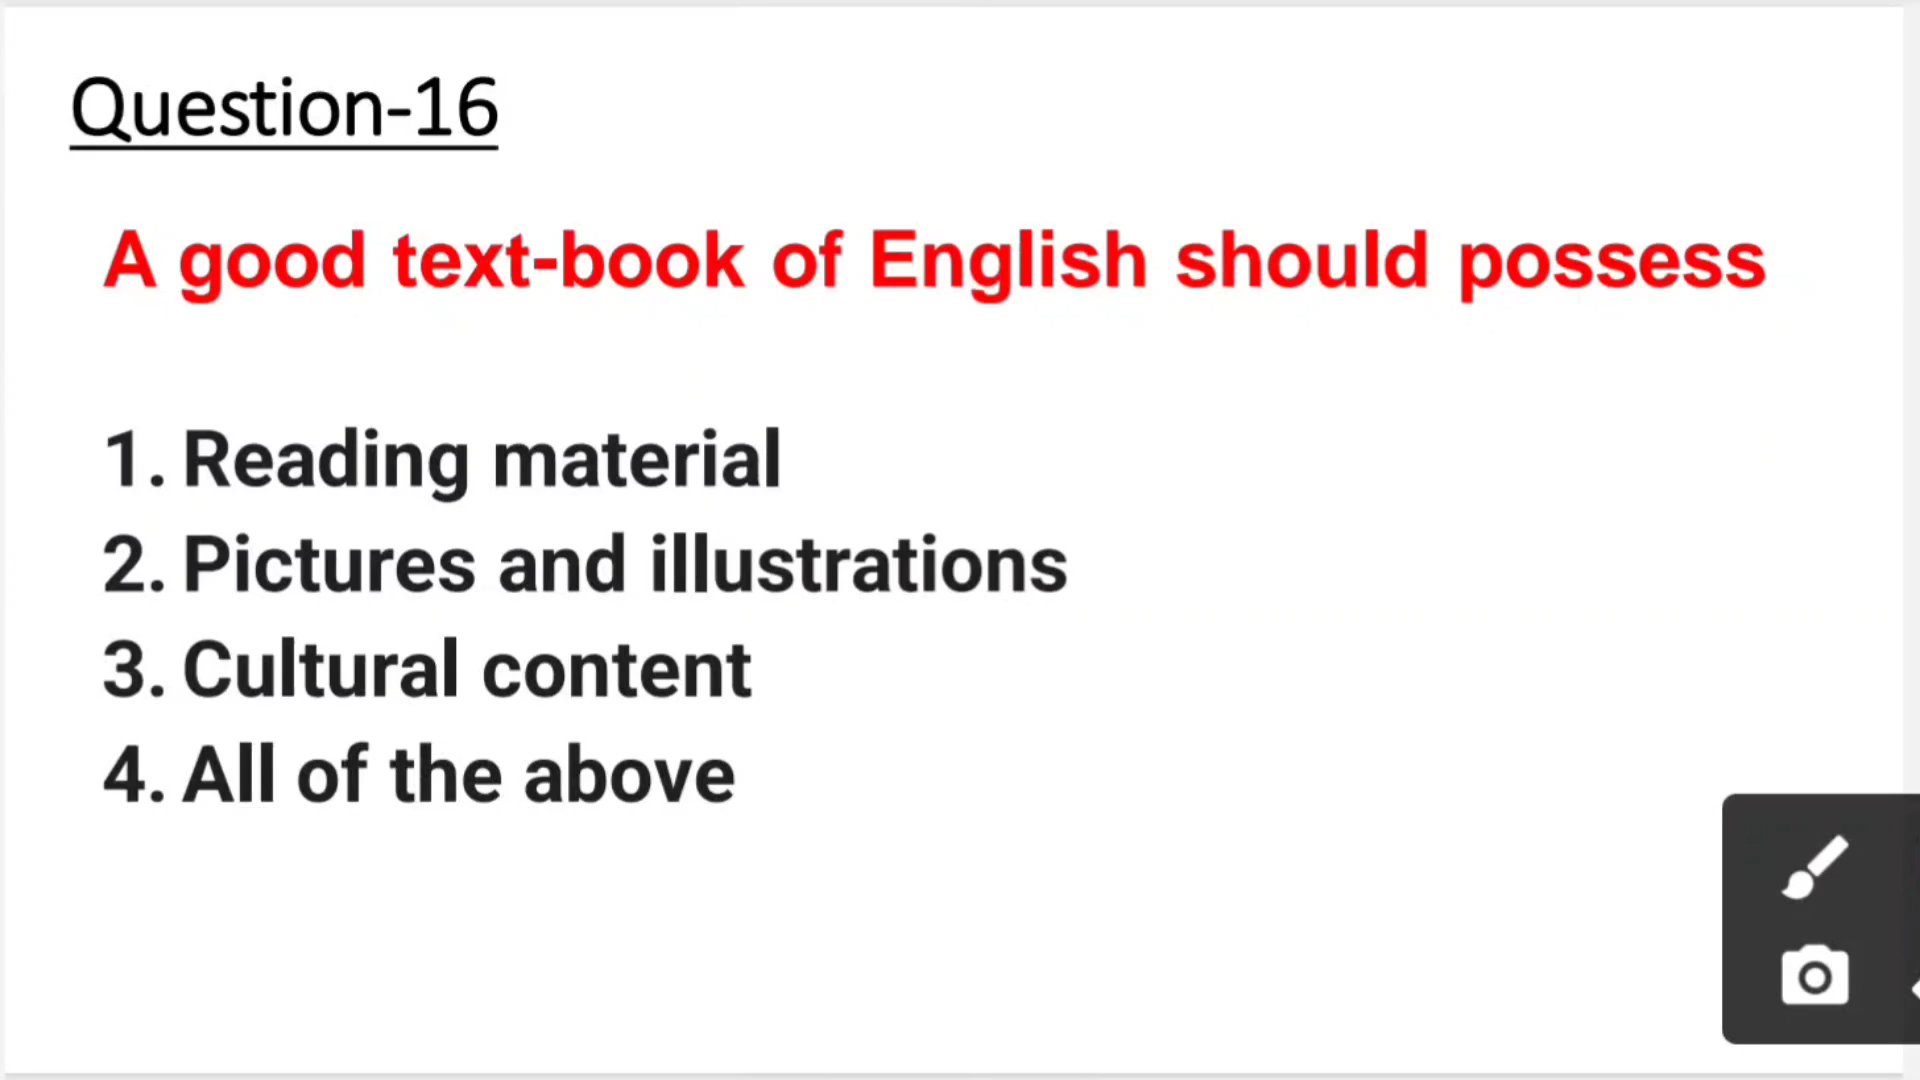 Question-16
A good text-book of English should possess
1. Reading material
2. Pictures and illustrations
3. Cultural content
4. All of the above